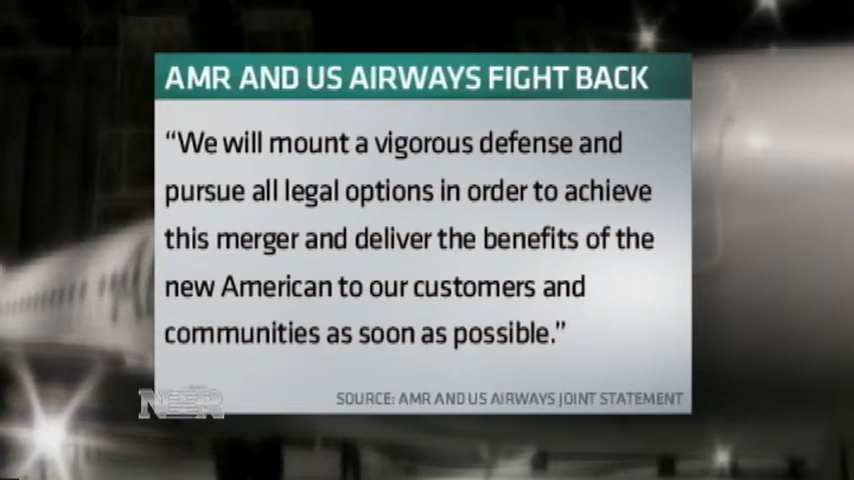 AMR AND US AIRWAYS FIGHT BACK
“We will mount a vigorous defense and
pursue all legal options in order to achieve
this merger and deliver the benefits of the
new American to our customers and
communities as soon as possible.”
SOURCE: AMR AND US AIRWAYS JOINT STATEMENT
NBR